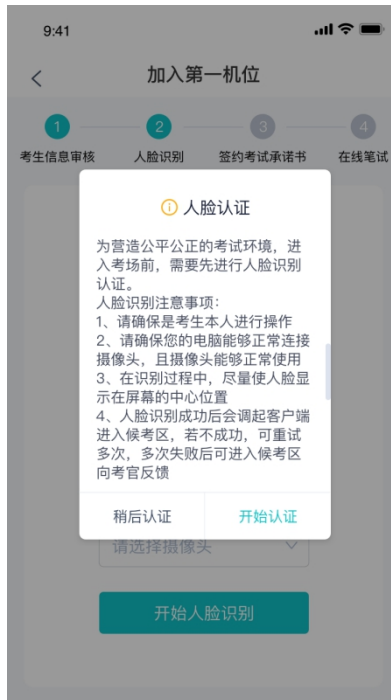 9:41
加入第一机位
1
2
3
4
考生信息审核
人脸识别
签约考试承诺书
在线笔试
人脸认证
为营造公平公正的考试环境，进
入考场前，需要先进行人脸识别
认证。
人脸识别注意事项：
1、请确保是考生本人进行操作
2、请确保您的电脑能够正常连接
摄像头，且摄像头能够正常使用
3、在识别过程中，尽量使人脸显
示在屏幕的中心位置
4、人脸识别成功后会调起客户端
进入候考区，若不成功，可重试
多次，多次失败后可进入候考区
向考官反馈
稍后认证
开始认证
请选择摄像头
开始人脸识别